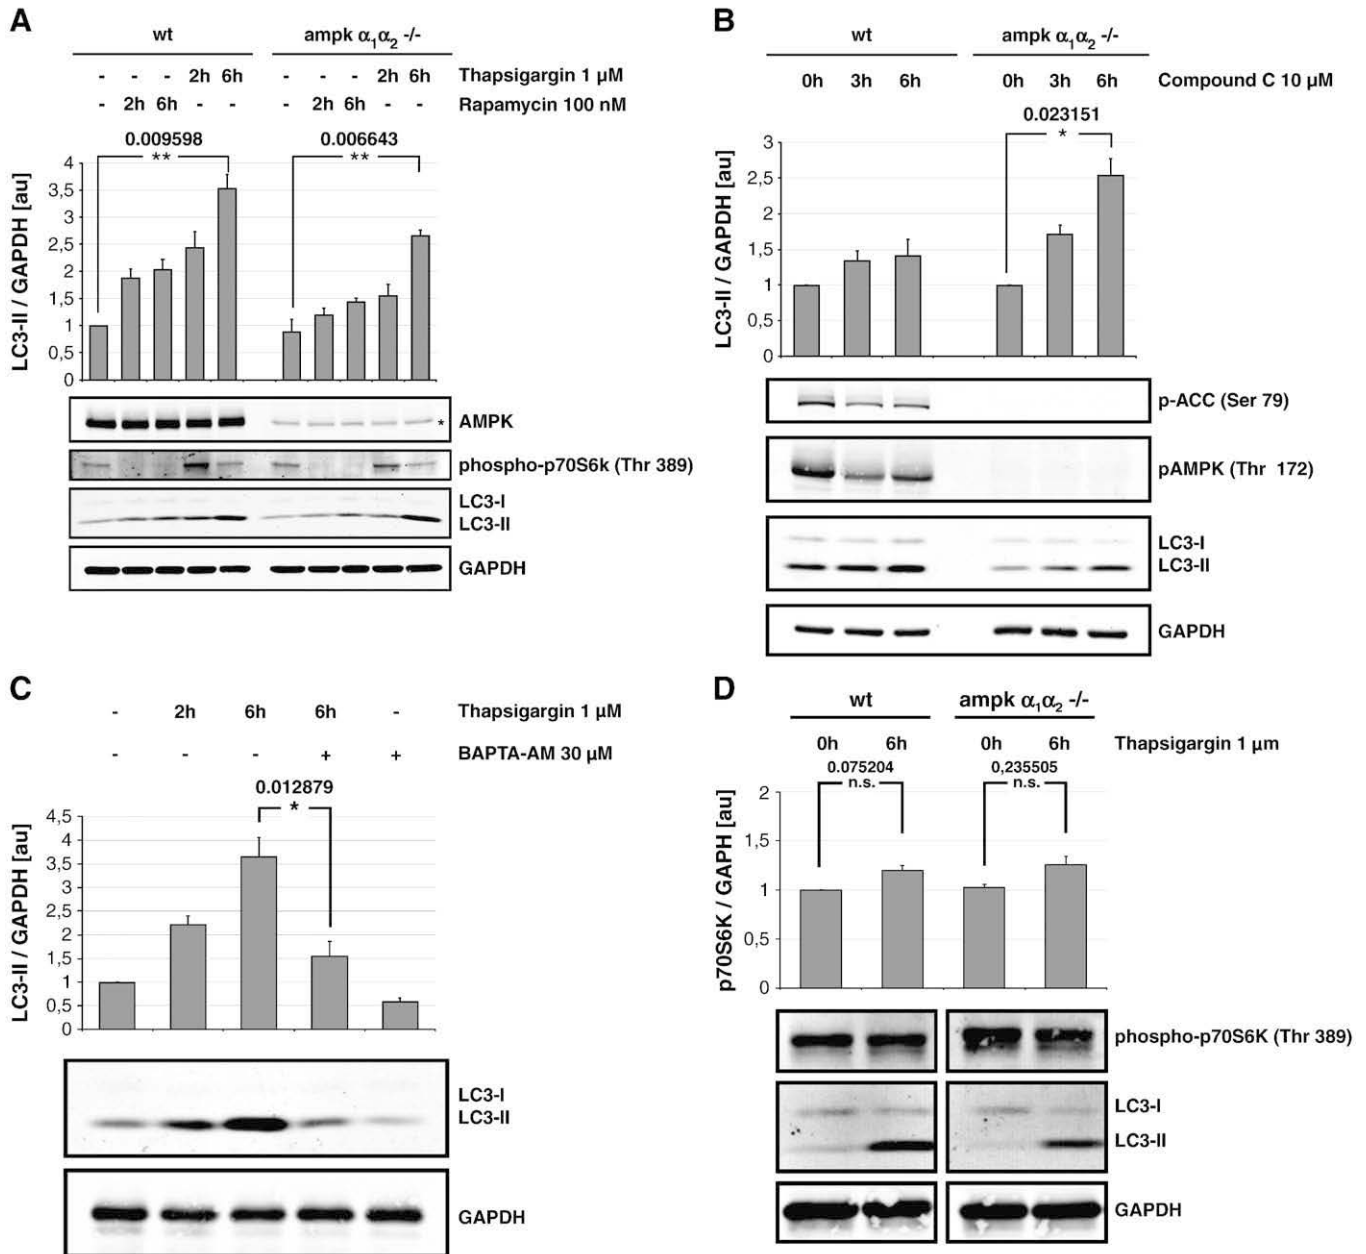 A
wt ampk α1α2 -/-
- - - 2h 6h - - - 2h 6h Thapsigargin 1 µM
- 2h 6h - - - 2h 6h - - Rapamycin 100 nM
0.009598 0.006643
** **
LC3-II / GAPDH [au]
4
3,5
3
2,5
2
1,5
1
0,5
0
AMPK
*
phospho-p70S6k (Thr 389)
LC3-I
LC3-II
GAPDH
B
wt ampk α1α2 -/-
0h 3h 6h 0h 3h 6h Compound C 10 µM
0.023151
*
LC3-II / GAPDH [au]
3
2,5
2
1,5
1
0,5
0
p-ACC (Ser 79)
pAMPK (Thr 172)
LC3-I
LC3-II
GAPDH
C
- 2h 6h 6h - Thapsigargin 1 µM
- - - + + BAPTA-AM 30 µM
0.012879
*
LC3-II / GAPDH [au]
4,5
4
3,5
3
2,5
2
1,5
1
0,5
0
LC3-I
LC3-II
GAPDH
D
wt ampk α1α2 -/-
0h 6h 0h 6h Thapsigargin 1 µm
0.075204 0,235505
n.s. n.s.
p70S6K / GAPH [au]
2
1,5
1
0,5
0
phospho-p70S6K (Thr 389)
LC3-I
LC3-II
GAPDH